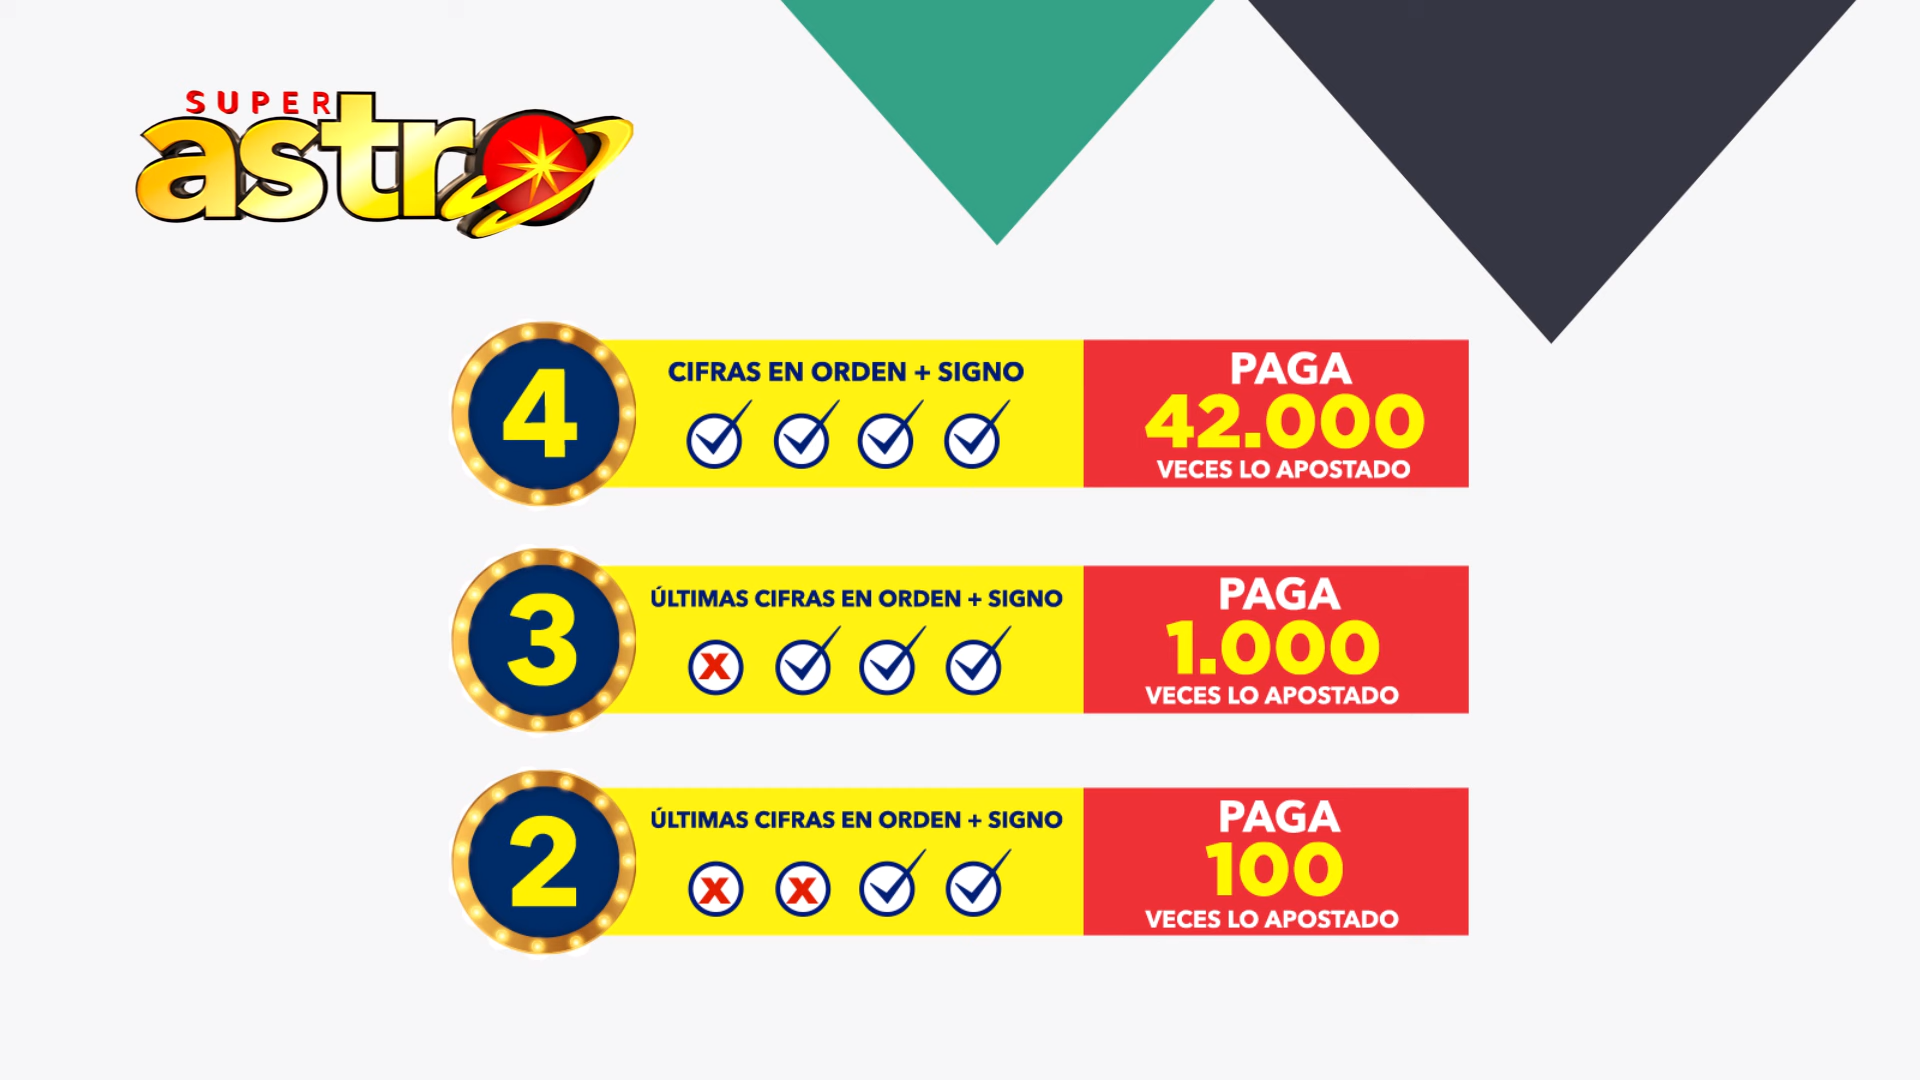 SUPER
astro
4
CIFRAS EN ORDEN + SIGNO
PAGA
42.000
VECES LO APOSTADO
3
ÚLTIMAS CIFRAS EN ORDEN + SIGNO
X
PAGA
1.000
VECES LO APOSTADO
2
ÚLTIMAS CIFRAS EN ORDEN + SIGNO
X X
PAGA
100
VECES LO APOSTADO